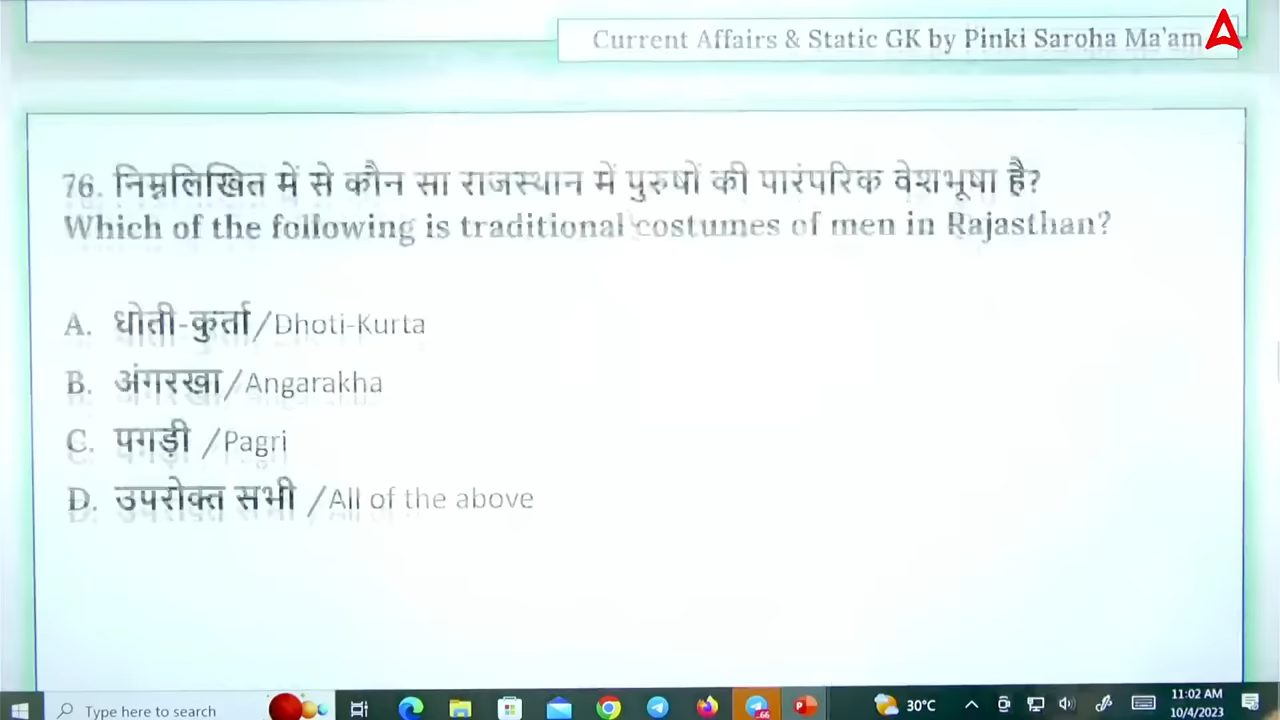 Current Affairs & Static GK by Pinki Saroha Ma'am
76. निम्नलिखित में से कौन सा राजस्थान में पुरुषों की पारंपरिक वेशभूषा है?
Which of the following is traditional costumes of men in Rajasthan?
A. धोती-कुर्ता/Dhoti-Kurta
B. अंगरखा/Angarakha
C. पगड़ी /Pagri
D. उपरोक्त सभी /All of the above
Type here to search
66
30°C
11:02 AM
10/4/2023